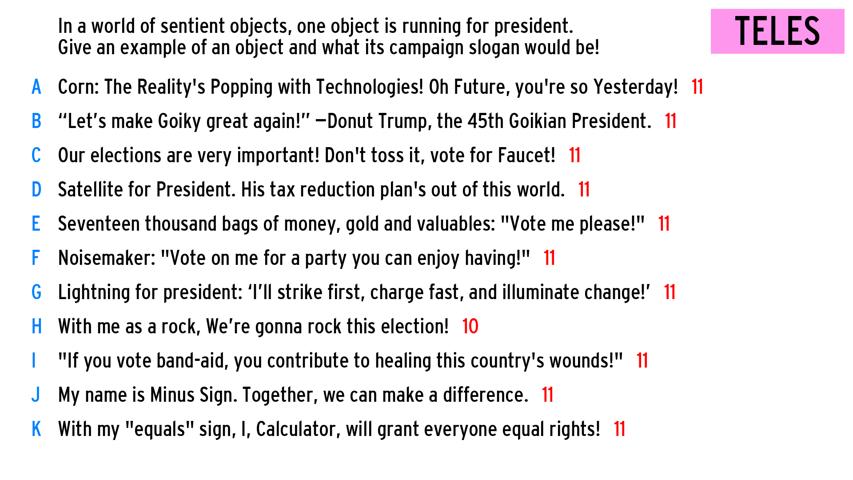 In a world of sentient objects, one object is running for president.
Give an example of an object and what its campaign slogan would be!
TELES
A Corn: The Reality's Popping with Technologies! Oh Future, you're so Yesterday! 11
B “Let’s make Goiky great again!” –Donut Trump, the 45th Goikian President. 11
C Our elections are very important! Don't toss it, vote for Faucet! 11
D Satellite for President. His tax reduction plan's out of this world. 11
E Seventeen thousand bags of money, gold and valuables: "Vote me please!" 11
F Noisemaker: "Vote on me for a party you can enjoy having!" 11
G Lightning for president: ‘I’ll strike first, charge fast, and illuminate change!’ 11
H With me as a rock, We’re gonna rock this election! 10
I "If you vote band-aid, you contribute to healing this country's wounds!" 11
J My name is Minus Sign. Together, we can make a difference. 11
K With my "equals" sign, I, Calculator, will grant everyone equal rights! 11